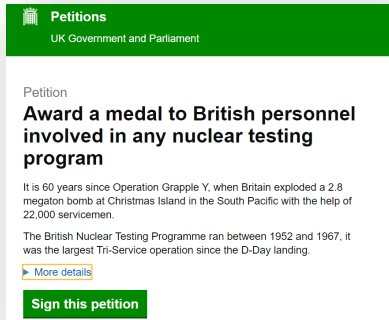 Petitions
UK Government and Parliament
Petition
Award a medal to British personnel
involved in any nuclear testing
program
It is 60 years since Operation Grapple Y, when Britain exploded a 2.8
megaton bomb at Christmas Island in the South Pacific with the help of
22,000 servicemen.
The British Nuclear Testing Programme ran between 1952 and 1967, it
was the largest Tri-Service operation since the D-Day landing.
More details
Sign this petition